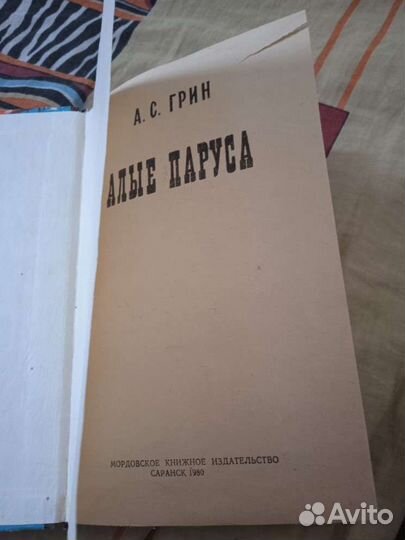 А. С. ГРИН
АЛЫЕ ПАРУСА
МОРДОВСКОЕ КНИЖНОЕ ИЗДАТЕЛЬСТВО
САРАНСК 1980
Avito